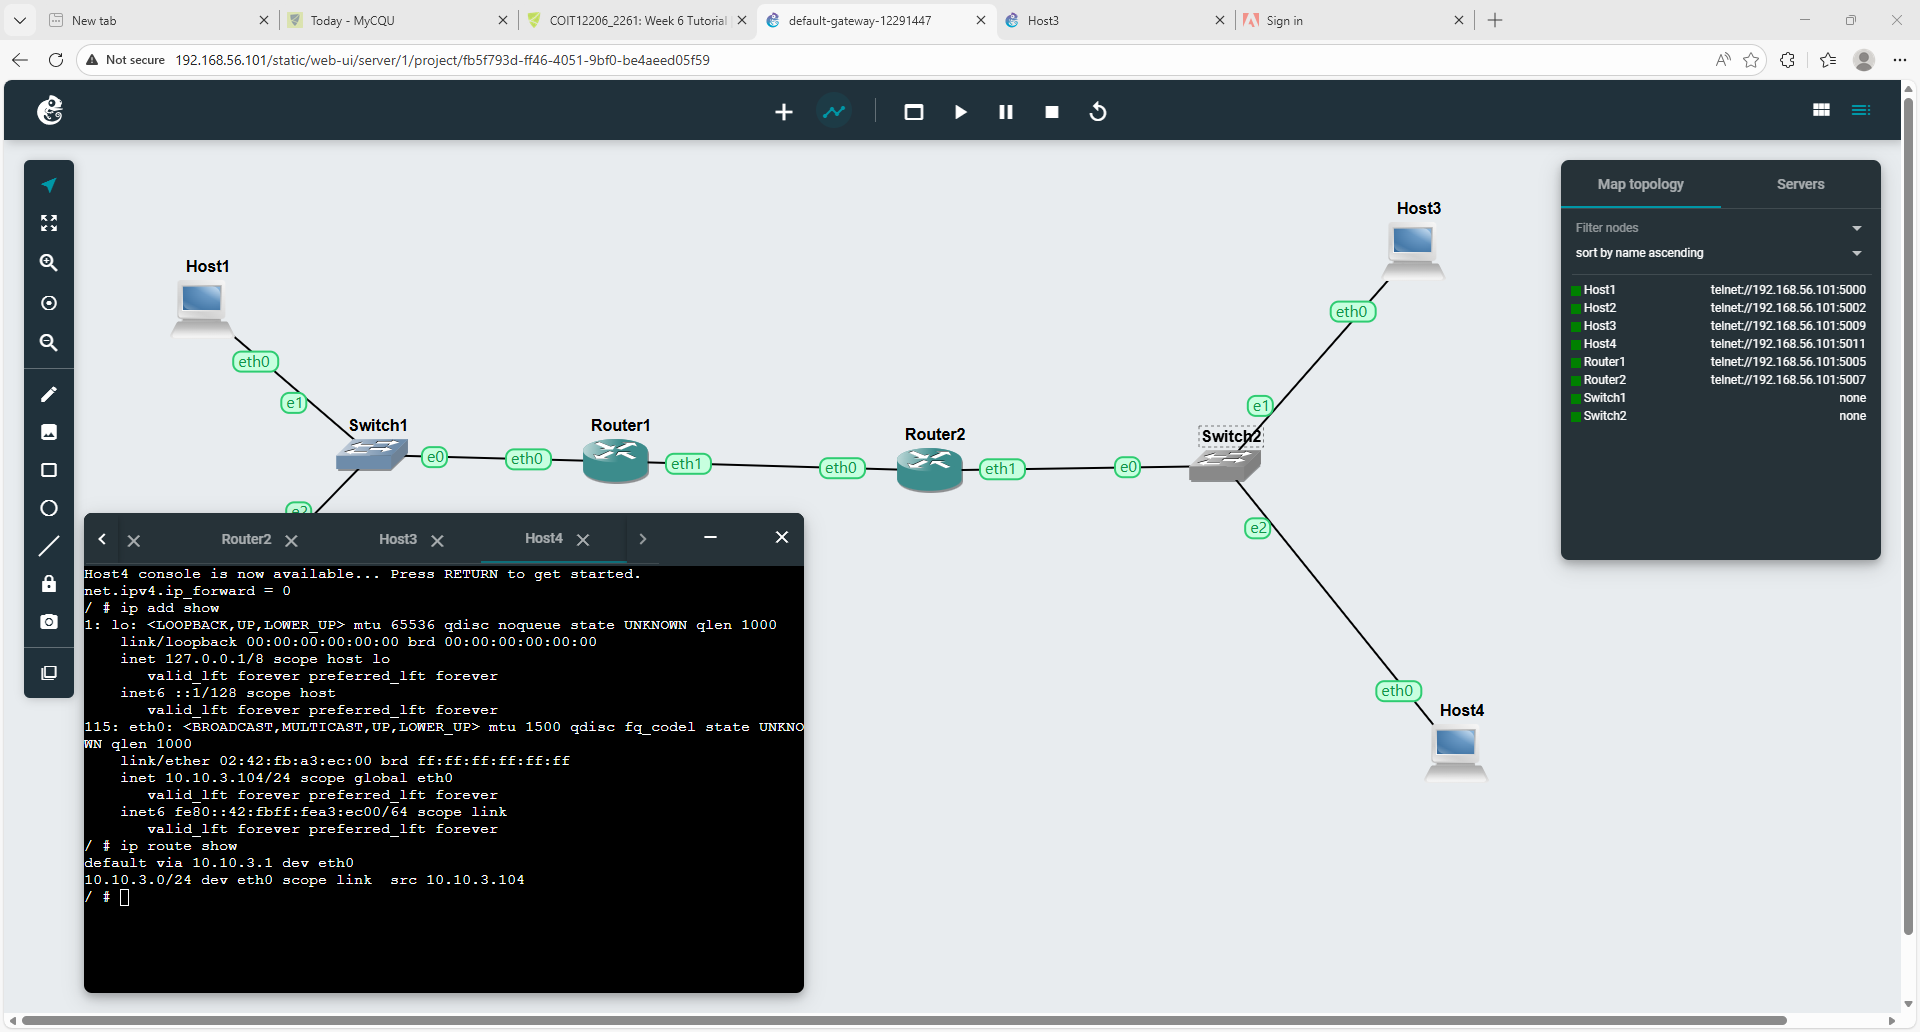 New tab
Today - MyCQU
COIT12206_2261: Week 6 Tutorial
default-gateway-12291447
Host3
Sign in
Not secure
192.168.56.101/static/web-ui/server/1/project/fb5f793d-ff46-4051-9bf0-be4aeed05f59
Map topology
Servers
Filter nodes
sort by name ascending
Host1 telnet://192.168.56.101:5000
Host2 telnet://192.168.56.101:5002
Host3 telnet://192.168.56.101:5009
Host4 telnet://192.168.56.101:5011
Router1 telnet://192.168.56.101:5005
Router2 telnet://192.168.56.101:5007
Switch1 none
Switch2 none
Host3
Host1
eth0
eth0
e1
e1
Switch1
Router1
Router2
Switch2
e0
eth0
eth1
eth0
eth1
e0
e2
e2
eth0
Host4
Router2
Host3
Host4
Host4 console is now available... Press RETURN to get started.
net.ipv4.ip_forward = 0
/ # ip add show
1: lo: <LOOPBACK,UP,LOWER_UP> mtu 65536 qdisc noqueue state UNKNOWN qlen 1000
link/loopback 00:00:00:00:00:00 brd 00:00:00:00:00:00
inet 127.0.0.1/8 scope host lo
valid_lft forever preferred_lft forever
inet6 ::1/128 scope host
valid_lft forever preferred_lft forever
115: eth0: <BROADCAST,MULTICAST,UP,LOWER_UP> mtu 1500 qdisc fq_codel state UNKNO
WN qlen 1000
link/ether 02:42:fb:a3:ec:00 brd ff:ff:ff:ff:ff:ff
inet 10.10.3.104/24 scope global eth0
valid_lft forever preferred_lft forever
inet6 fe80::42:fbff:fea3:ec00/64 scope link
valid_lft forever preferred_lft forever
/ # ip route show
default via 10.10.3.1 dev eth0
10.10.3.0/24 dev eth0 scope link  src 10.10.3.104
/ #